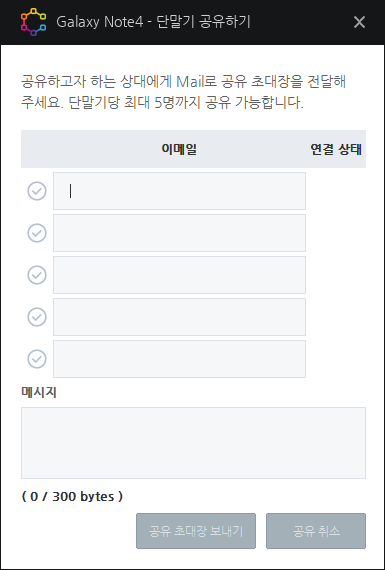 Galaxy Note4 - 단말기 공유하기
공유하고자 하는 상대에게 Mail로 공유 초대장을 전달해
주세요. 단말기당 최대 5명까지 공유 가능합니다.
이메일 연결 상태
메시지
( 0 / 300 bytes )
공유 초대장 보내기 공유 취소